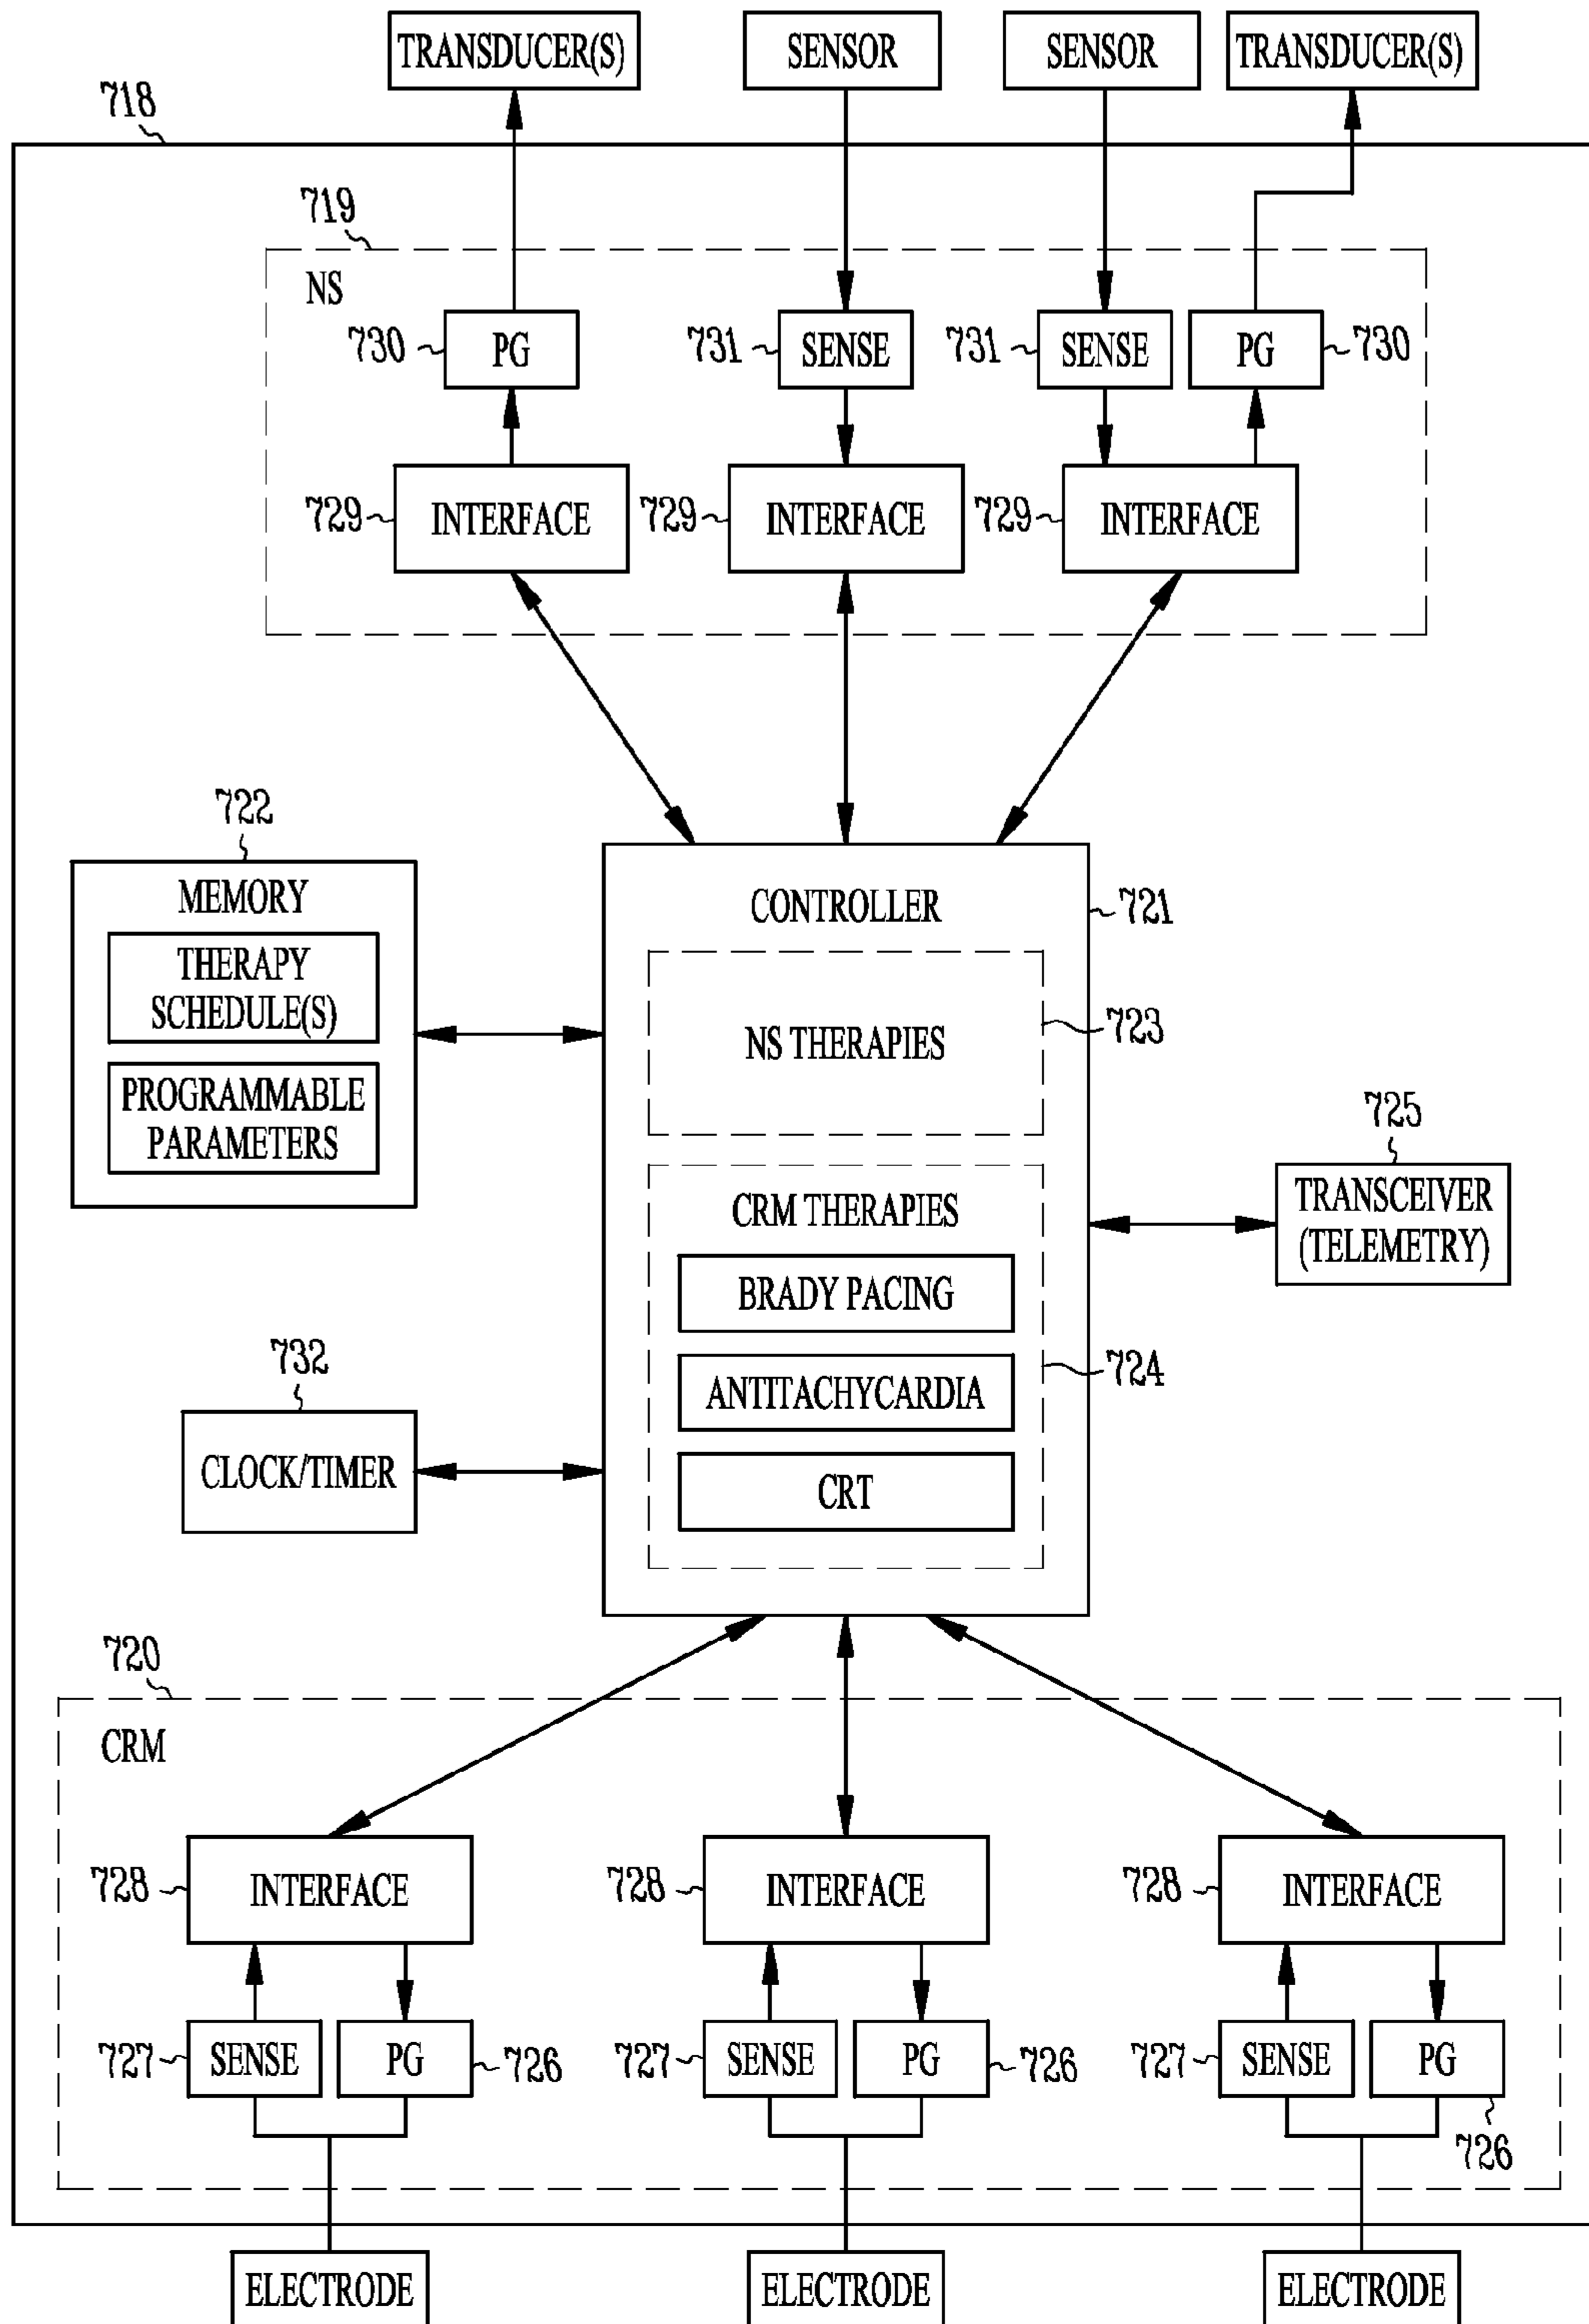 TRANSDUCER(S)
SENSOR
SENSOR
TRANSDUCER(S)
718
719
NS
730
PG
731
SENSE
731
SENSE
PG
730
729
INTERFACE
729
INTERFACE
729
INTERFACE
722
MEMORY
THERAPY
SCHEDULE(S)
PROGRAMMABLE
PARAMETERS
CONTROLLER
721
NS THERAPIES
723
725
TRANSCEIVER
(TELEMETRY)
CRM THERAPIES
BRADY PACING
ANTITACHYCARDIA
724
CRT
732
CLOCK/TIMER
720
CRM
728
INTERFACE
728
INTERFACE
728
INTERFACE
727
SENSE
PG
726
727
SENSE
PG
726
727
SENSE
PG
726
ELECTRODE
ELECTRODE
ELECTRODE